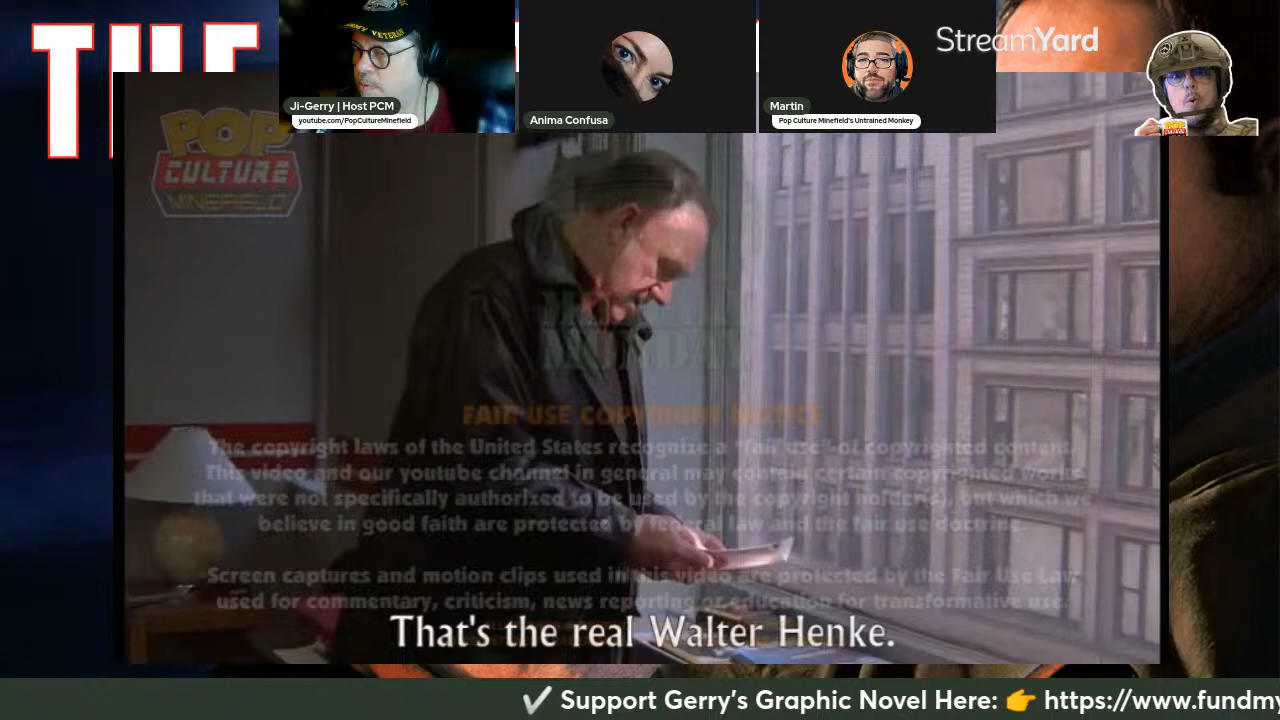 THE
ARMY VETERAN
StreamYard
Ji-Gerry | Host PCM
youtube.com/PopCultureMinefield
Anima Confusa
Martin
Pop Culture Minefield's Untrained Monkey
POP
CULTURE
MINEFIELD
FAIR USE COPYRIGHT NOTICE
The copyright laws of the United States recognize a "fair use" of copyrighted content.
This video and our youtube channel in general may contain certain copyrighted works
that were not specifically authorized to be used by the copyright holder(s), but which we
believe in good faith are protected by federal law and the fair use doctrine.
Screen captures and motion clips used in this video are protected by the Fair Use Law
used for commentary, criticism, news reporting or education for transformative use.
That's the real Walter Henke.
✔ Support Gerry's Graphic Novel Here: 👉 https://www.fundmy